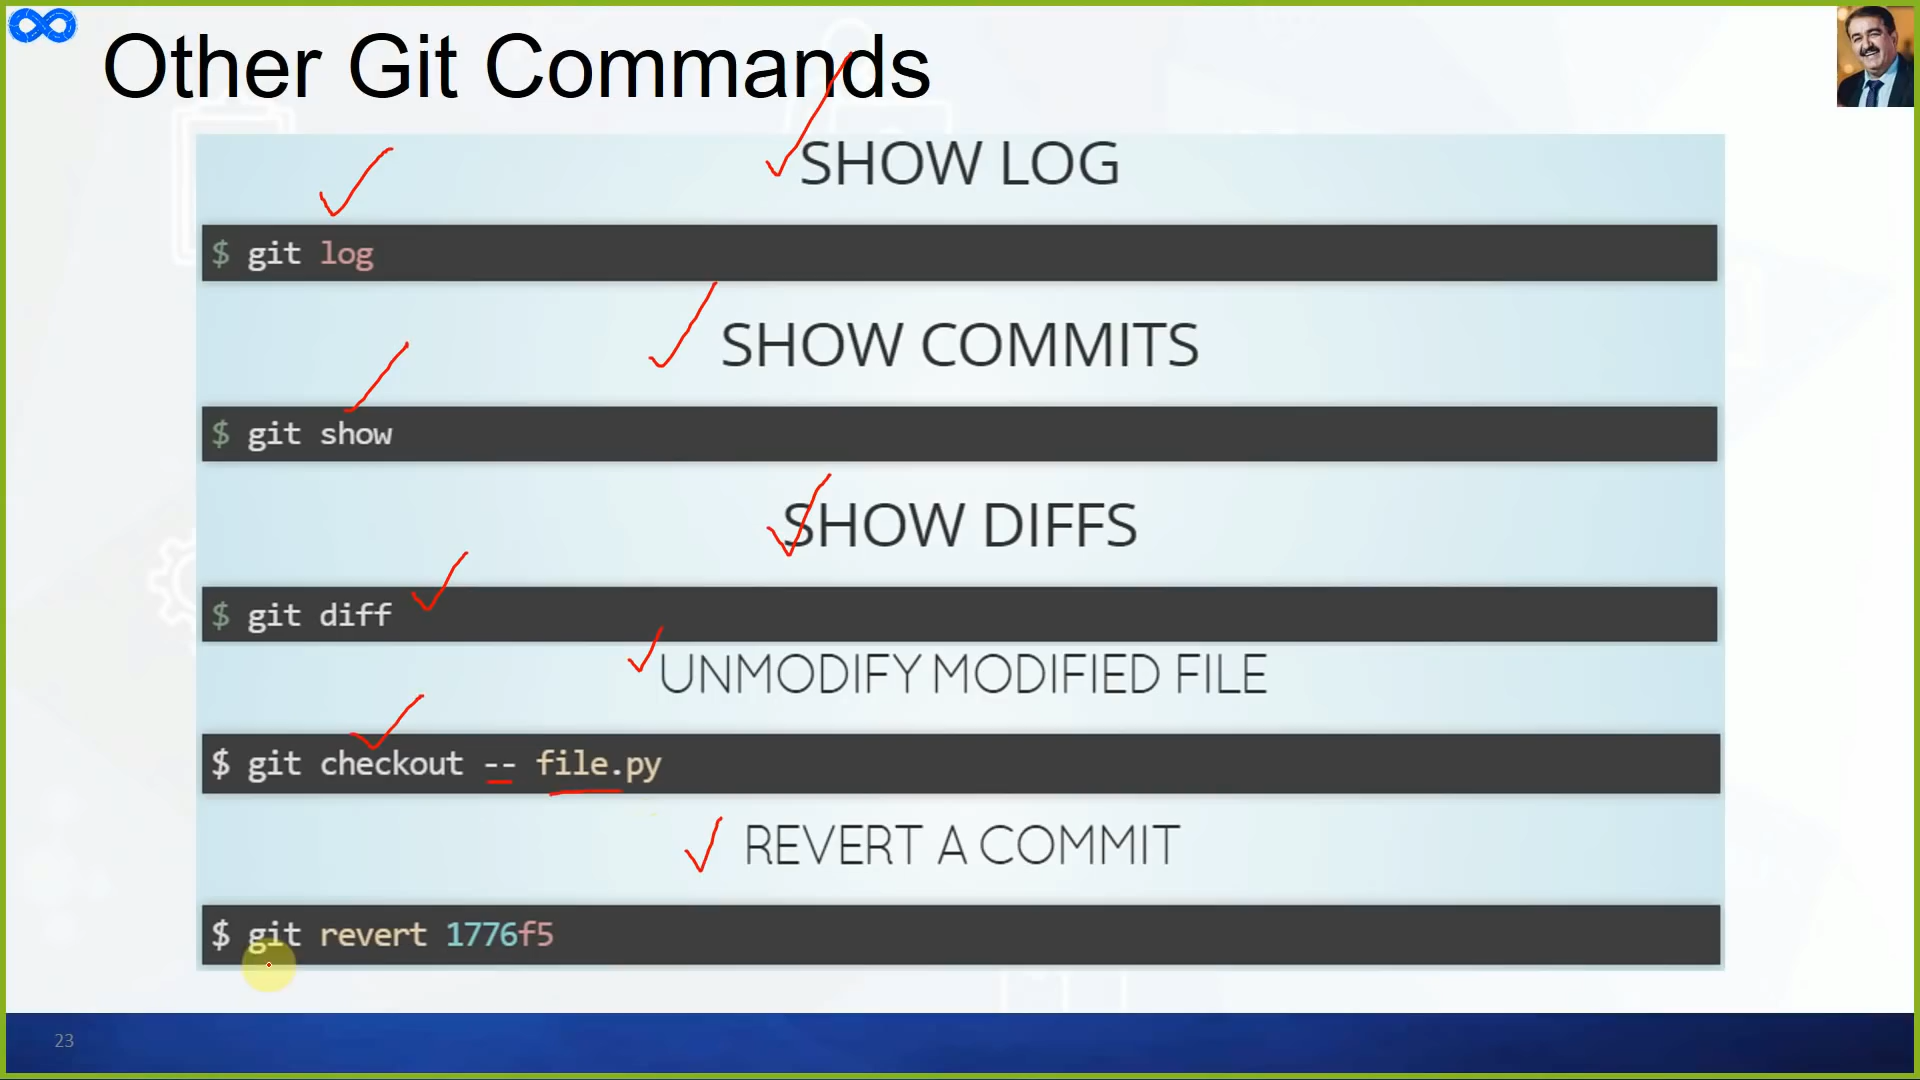 Other Git Commands
SHOW LOG
$ git log
SHOW COMMITS
$ git show
SHOW DIFFS
$ git diff
UNMODIFY MODIFIED FILE
$ git checkout -- file.py
REVERT A COMMIT
$ git revert 1776f5
23